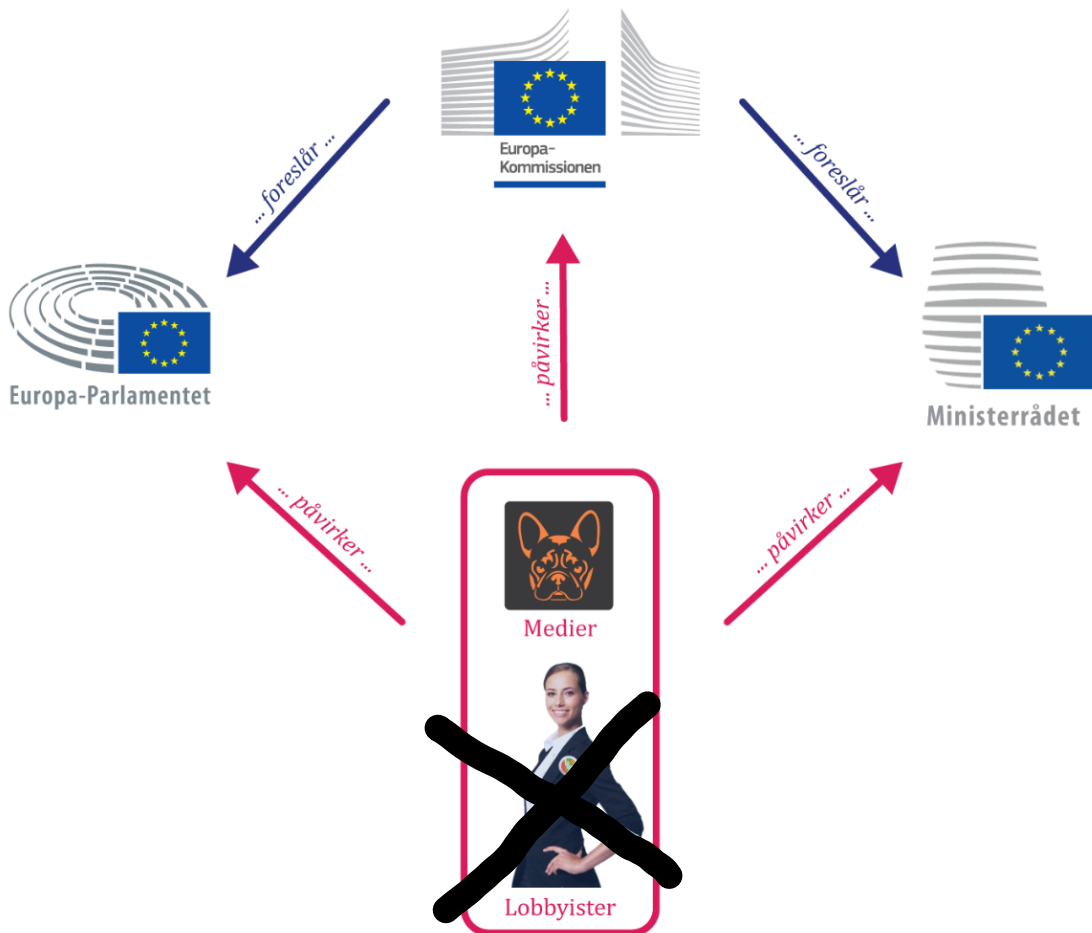 Europa-
Kommissionen
... foreslår ...
... foreslår ...
... påvirker ...
Europa-Parlamentet
Ministerrådet
... påvirker ...
... påvirker ...
Medier
Lobbyister